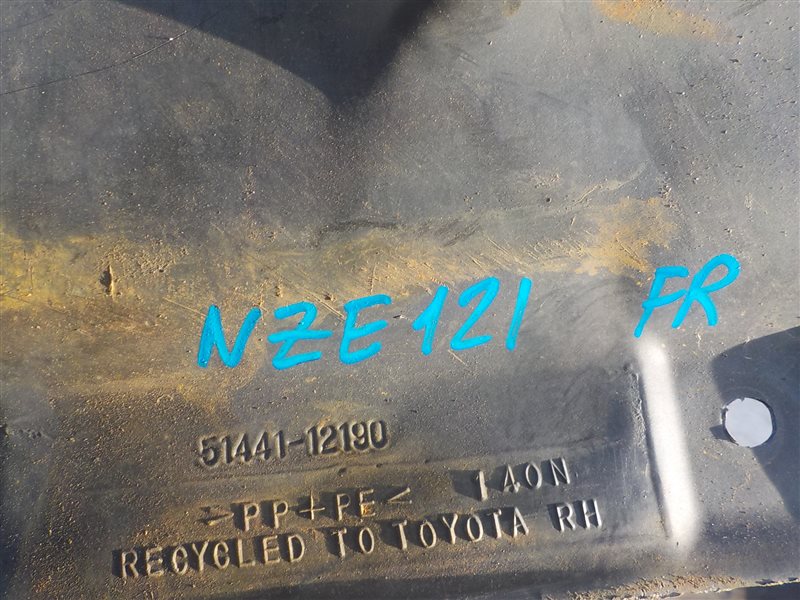 NZE121 FR
51441-12190
>PP+PE< 140N
RECYCLED TO TOYOTA RH